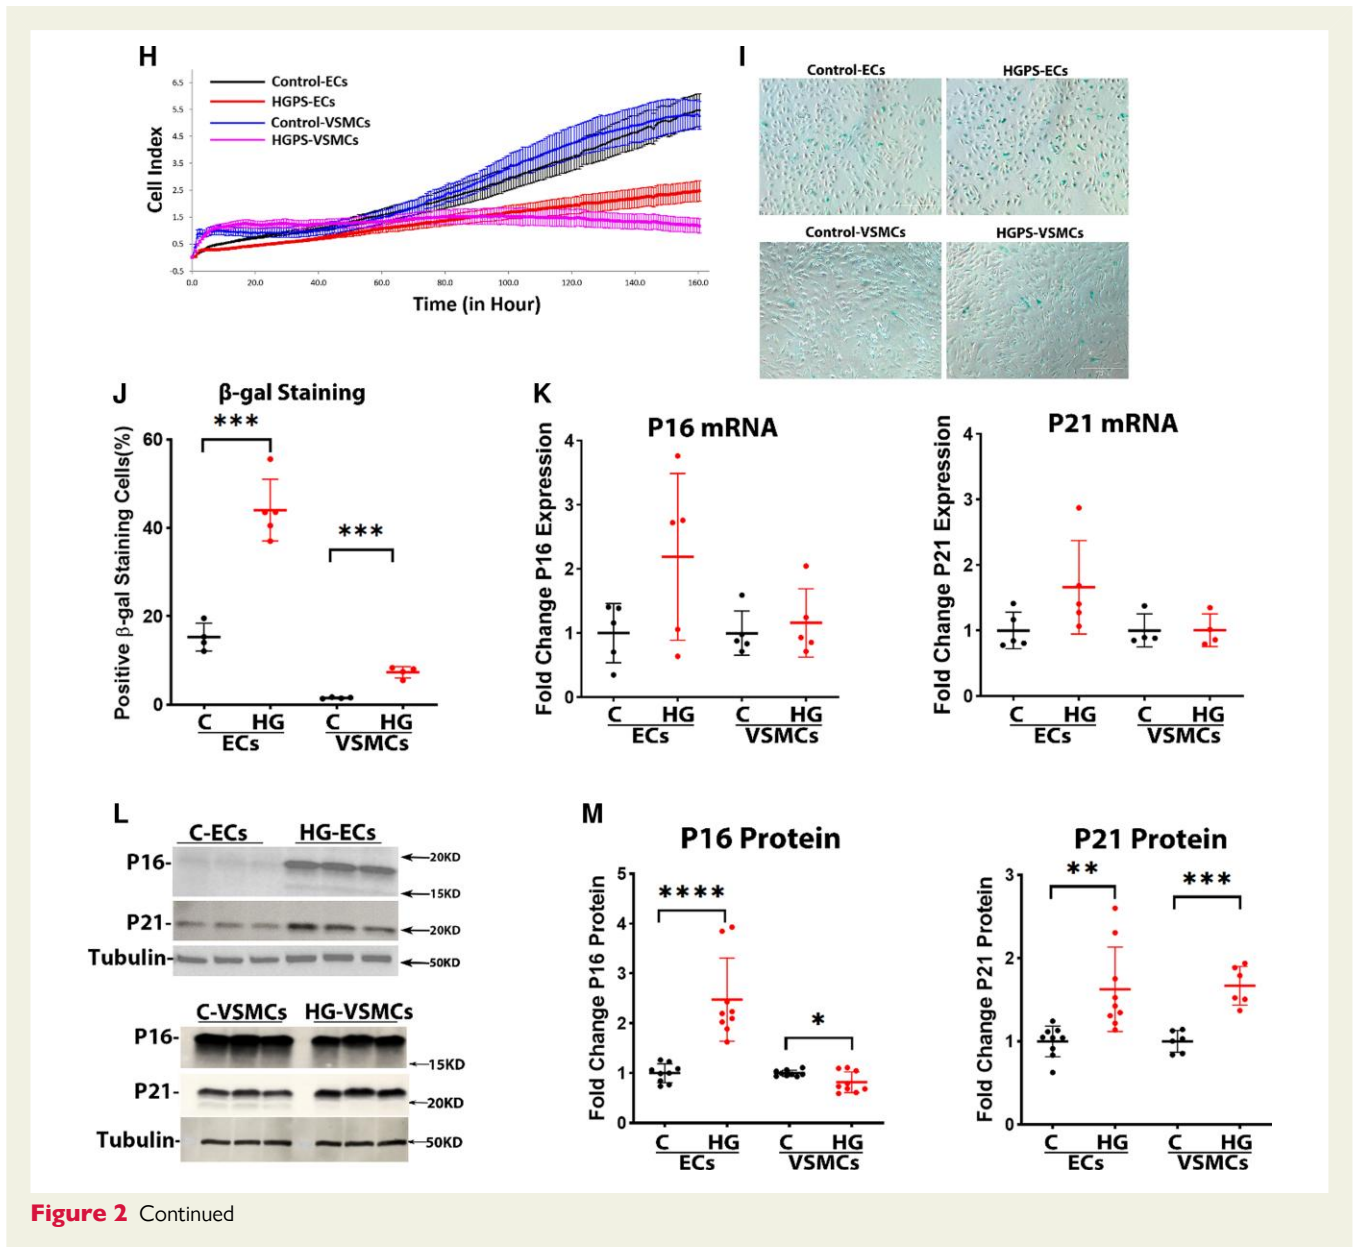 H
Control-ECs
HGPS-ECs
Control-VSMCs
HGPS-VSMCs
Cell Index
6.5
5.5
4.5
3.5
2.5
1.5
0.5
-0.5
0.0 20.0 40.0 60.0 80.0 100.0 120.0 140.0 160.0
Time (in Hour)
I
Control-ECs HGPS-ECs
Control-VSMCs HGPS-VSMCs
J
β-gal Staining
Positive β-gal Staining Cells(%)
60
40
20
0
*** ***
C HG C HG
ECs VSMCs
K
P16 mRNA
Fold Change P16 Expression
4
3
2
1
0
C HG C HG
ECs VSMCs
P21 mRNA
Fold Change P21 Expression
4
3
2
1
0
C HG C HG
ECs VSMCs
L
C-ECs HG-ECs
P16- 20KD
15KD
P21- 20KD
Tubulin- 50KD
C-VSMCs HG-VSMCs
P16-
15KD
P21-
20KD
Tubulin- 50KD
M
P16 Protein
Fold Change P16 Protein
5
4
3
2
1
0
**** *
C HG C HG
ECs VSMCs
P21 Protein
Fold Change P21 Protein
3
2
1
0
** ***
C HG C HG
ECs VSMCs
Figure 2 Continued